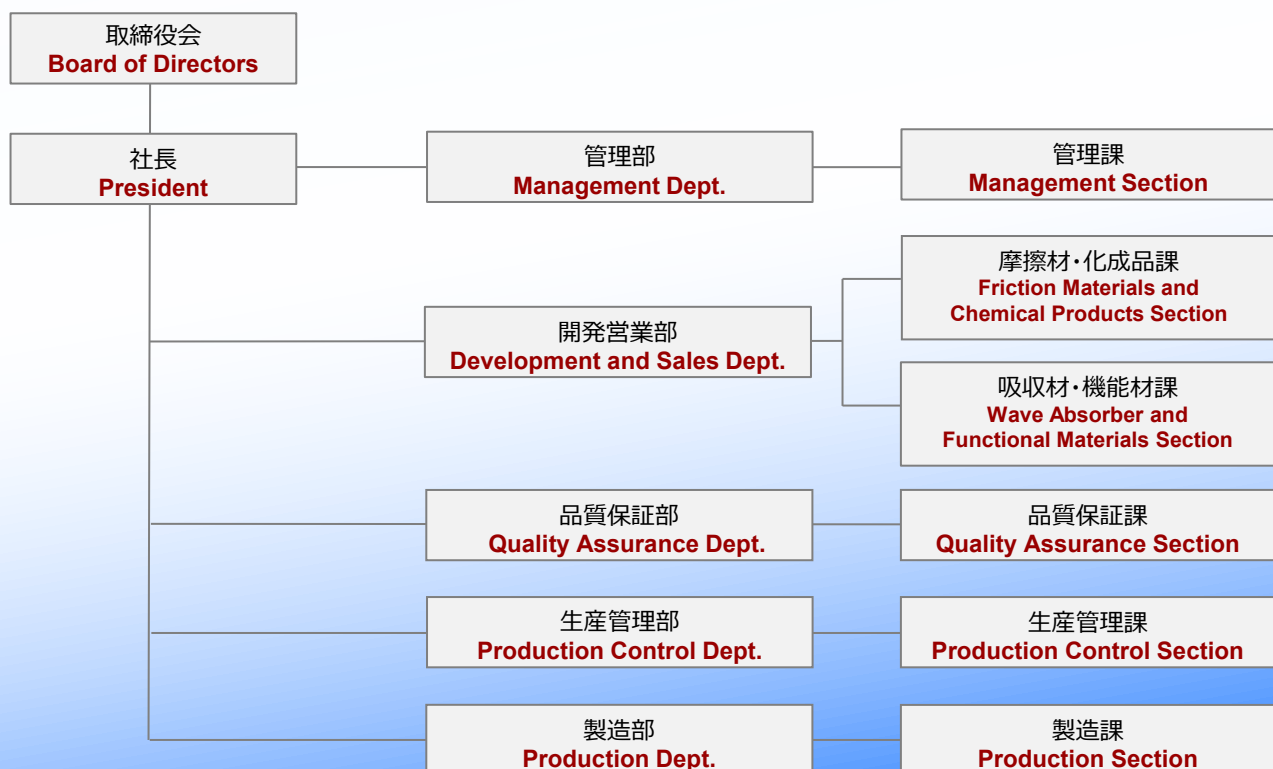 取締役会
Board of Directors
社長
President
管理部
Management Dept.
管理課
Management Section
摩擦材・化成品課
Friction Materials and
Chemical Products Section
開発営業部
Development and Sales Dept.
吸収材・機能材課
Wave Absorber and
Functional Materials Section
品質保証部
Quality Assurance Dept.
品質保証課
Quality Assurance Section
生産管理部
Production Control Dept.
生産管理課
Production Control Section
製造部
Production Dept.
製造課
Production Section